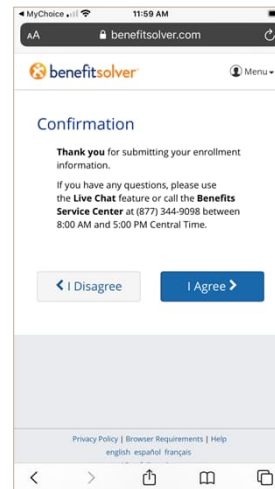 MyChoice 11:59 AM
AA benefitsolver.com
benefitsolver
Menu
Confirmation
Thank you for submitting your enrollment
information.
If you have any questions, please use
the Live Chat feature or call the Benefits
Service Center at (877) 344-9098 between
8:00 AM and 5:00 PM Central Time.
I Disagree
I Agree
Privacy Policy | Browser Requirements | Help
english español français